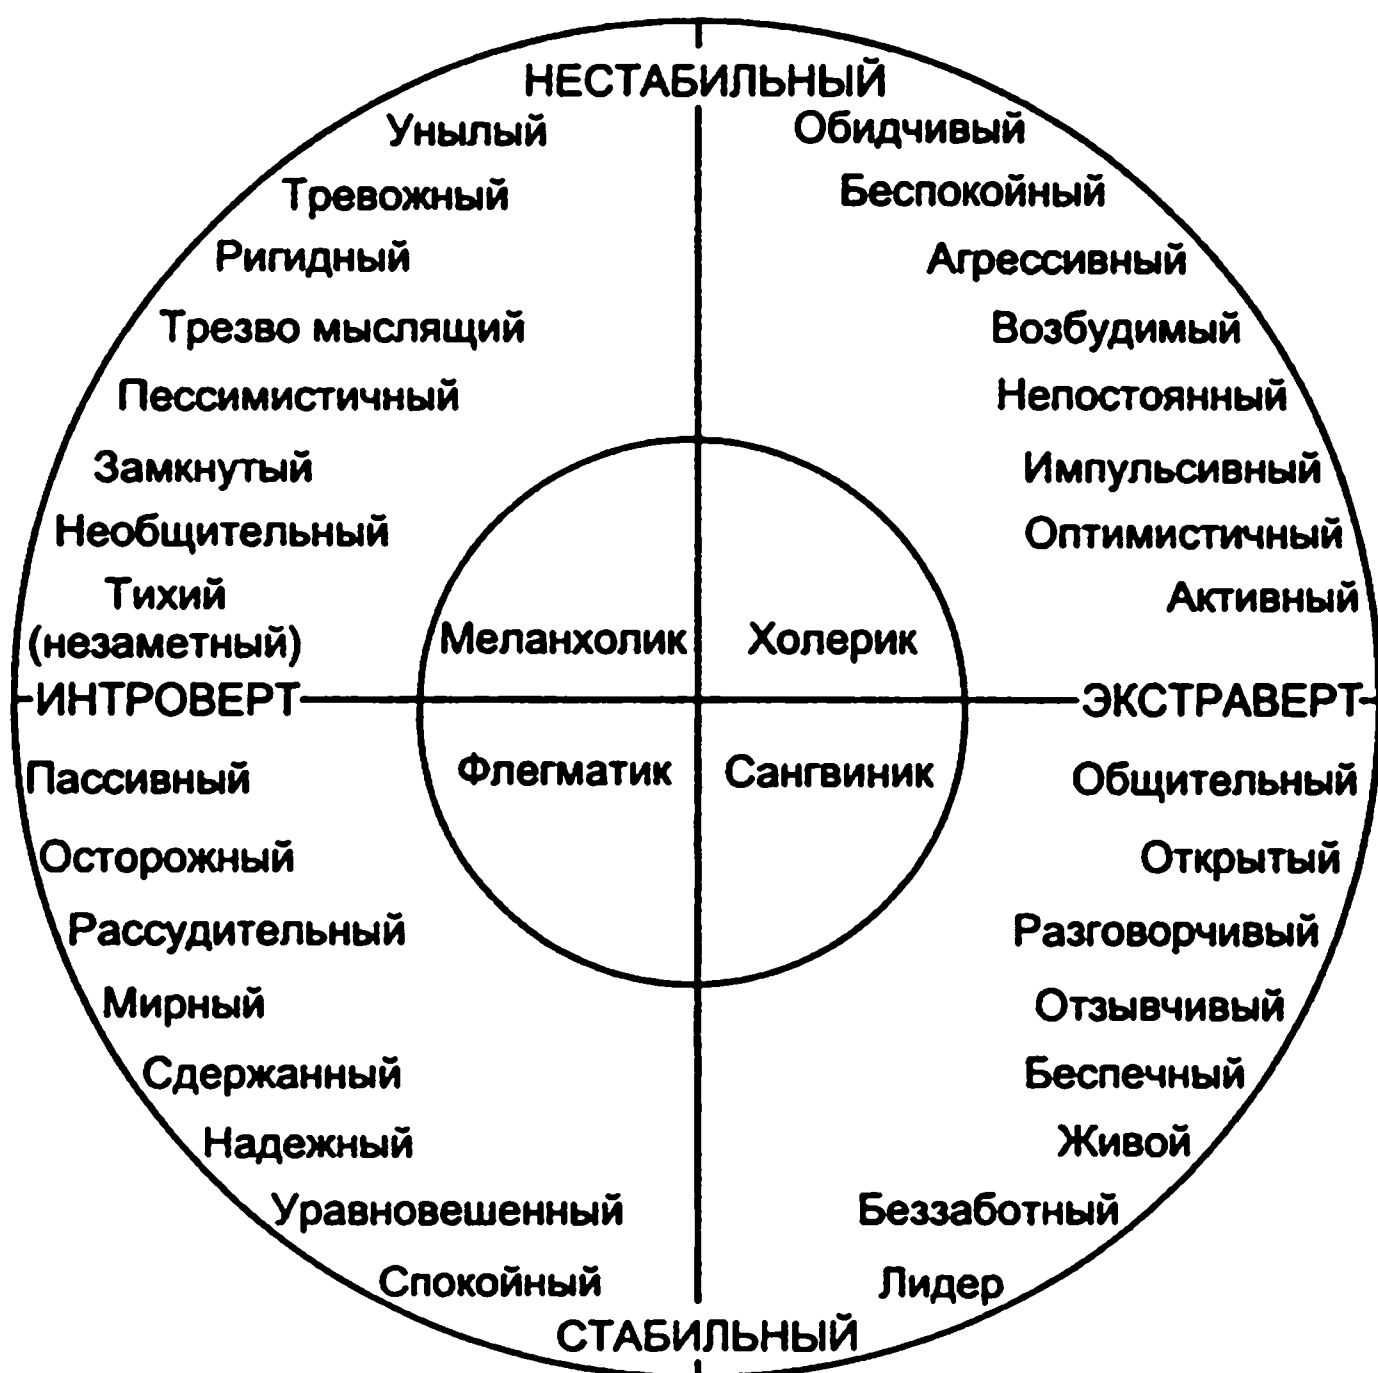 НЕСТАБИЛЬНЫЙ
Унылый
Обидчивый
Тревожный
Беспокойный
Ригидный
Агрессивный
Трезво мыслящий
Возбудимый
Пессимистичный
Непостоянный
Замкнутый
Импульсивный
Необщительный
Оптимистичный
Тихий
(незаметный)
Активный
Меланхолик
Холерик
ИНТРОВЕРТ
ЭКСТРАВЕРТ
Флегматик
Сангвиник
Пассивный
Общительный
Осторожный
Открытый
Рассудительный
Разговорчивый
Мирный
Отзывчивый
Сдержанный
Беспечный
Надежный
Живой
Уравновешенный
Беззаботный
Спокойный
Лидер
СТАБИЛЬНЫЙ